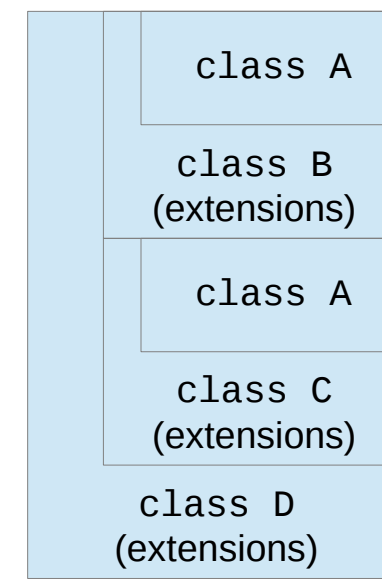 class A
class B
(extensions)
class A
class C
(extensions)
class D
(extensions)